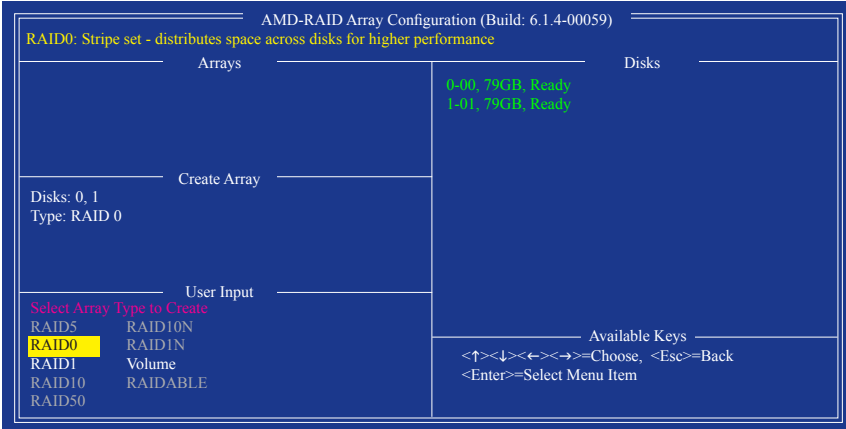 AMD-RAID Array Configuration (Build: 6.1.4-00059)
RAID0: Stripe set - distributes space across disks for higher performance
Arrays
Create Array
Disks: 0, 1
Type: RAID 0
User Input
Select Array Type to Create
RAID5 RAID10N
RAID0 RAID1N
RAID1 Volume
RAID10 RAIDABLE
RAID50
Disks
0-00, 79GB, Ready
1-01, 79GB, Ready
Available Keys
<↑><↓><←><→>=Choose, <Esc>=Back
<Enter>=Select Menu Item